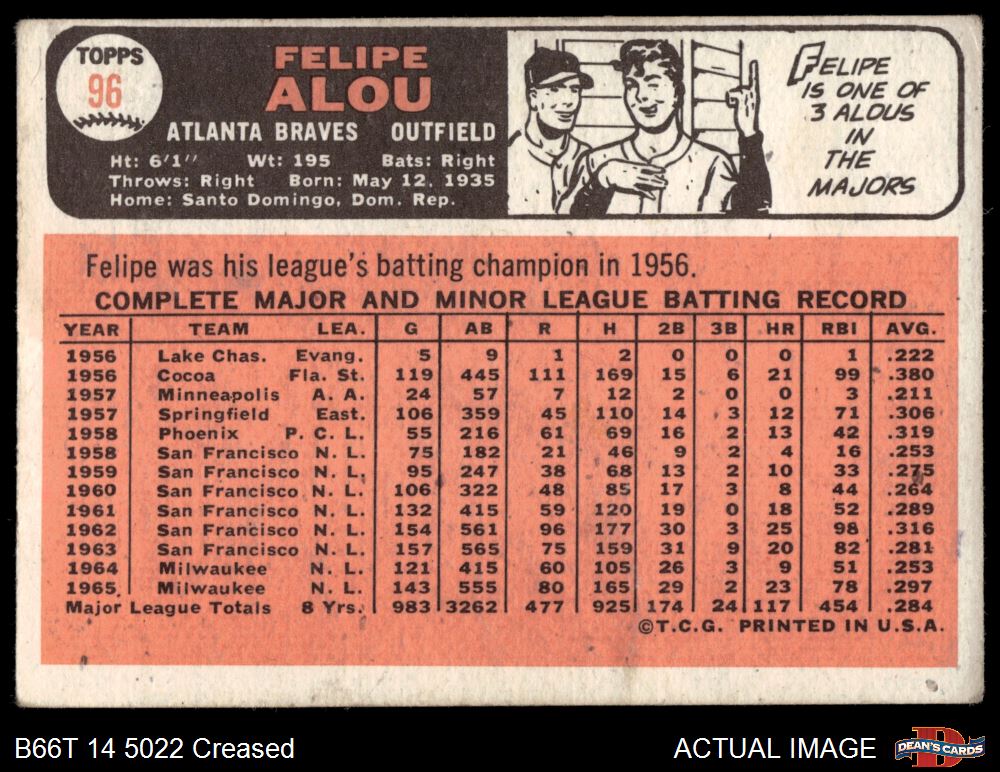 TOPPS
96
FELIPE
ALOU
ATLANTA BRAVES OUTFIELD
Ht: 6'1" Wt: 195 Bats: Right
Throws: Right Born: May 12, 1935
Home: Santo Domingo, Dom. Rep.
FELIPE
IS ONE OF
3 ALOUS
IN
THE
MAJORS
Felipe was his league's batting champion in 1956.
COMPLETE MAJOR AND MINOR LEAGUE BATTING RECORD
YEAR TEAM LEA. G AB R H 2B 3B HR RBI AVG.
1956 Lake Chas. Evang. 5 9 1 2 0 0 0 1 .222
1956 Cocoa Fla. St. 119 445 111 169 15 6 21 99 .380
1957 Minneapolis A. A. 24 57 7 12 2 0 0 3 .211
1957 Springfield East. 106 359 45 110 14 3 12 71 .306
1958 Phoenix P. C. L. 55 216 61 69 16 2 13 42 .319
1958 San Francisco N. L. 75 182 21 46 9 2 4 16 .253
1959 San Francisco N. L. 95 247 38 68 13 2 10 33 .275
1960 San Francisco N. L. 106 322 48 85 17 3 8 44 .264
1961 San Francisco N. L. 132 415 59 120 19 0 18 52 .289
1962 San Francisco N. L. 154 561 96 177 30 3 25 98 .316
1963 San Francisco N. L. 157 565 75 159 31 9 20 82 .281
1964 Milwaukee N. L. 121 415 60 105 26 3 9 51 .253
1965 Milwaukee N. L. 143 555 80 165 29 2 23 78 .297
Major League Totals 8 Yrs. 983 3262 477 925 174 24 117 454 .284
©T.C.G. PRINTED IN U.S.A.
B66T 14 5022 Creased
ACTUAL IMAGE
DEAN'S CARDS